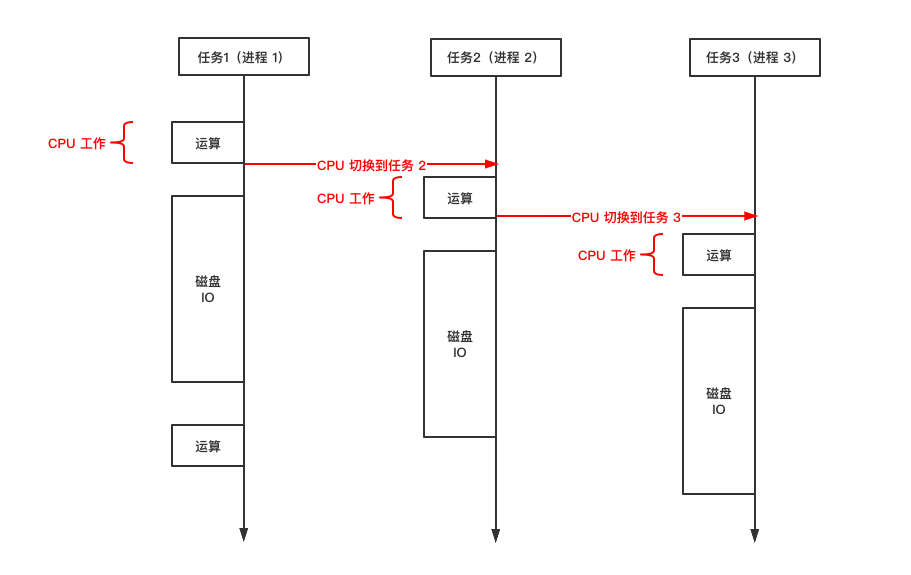 任务1（进程 1）
任务2（进程 2）
任务3（进程 3）
CPU 工作
运算
CPU 切换到任务 2
CPU 工作
运算
CPU 切换到任务 3
CPU 工作
运算
磁盘
IO
磁盘
IO
磁盘
IO
运算